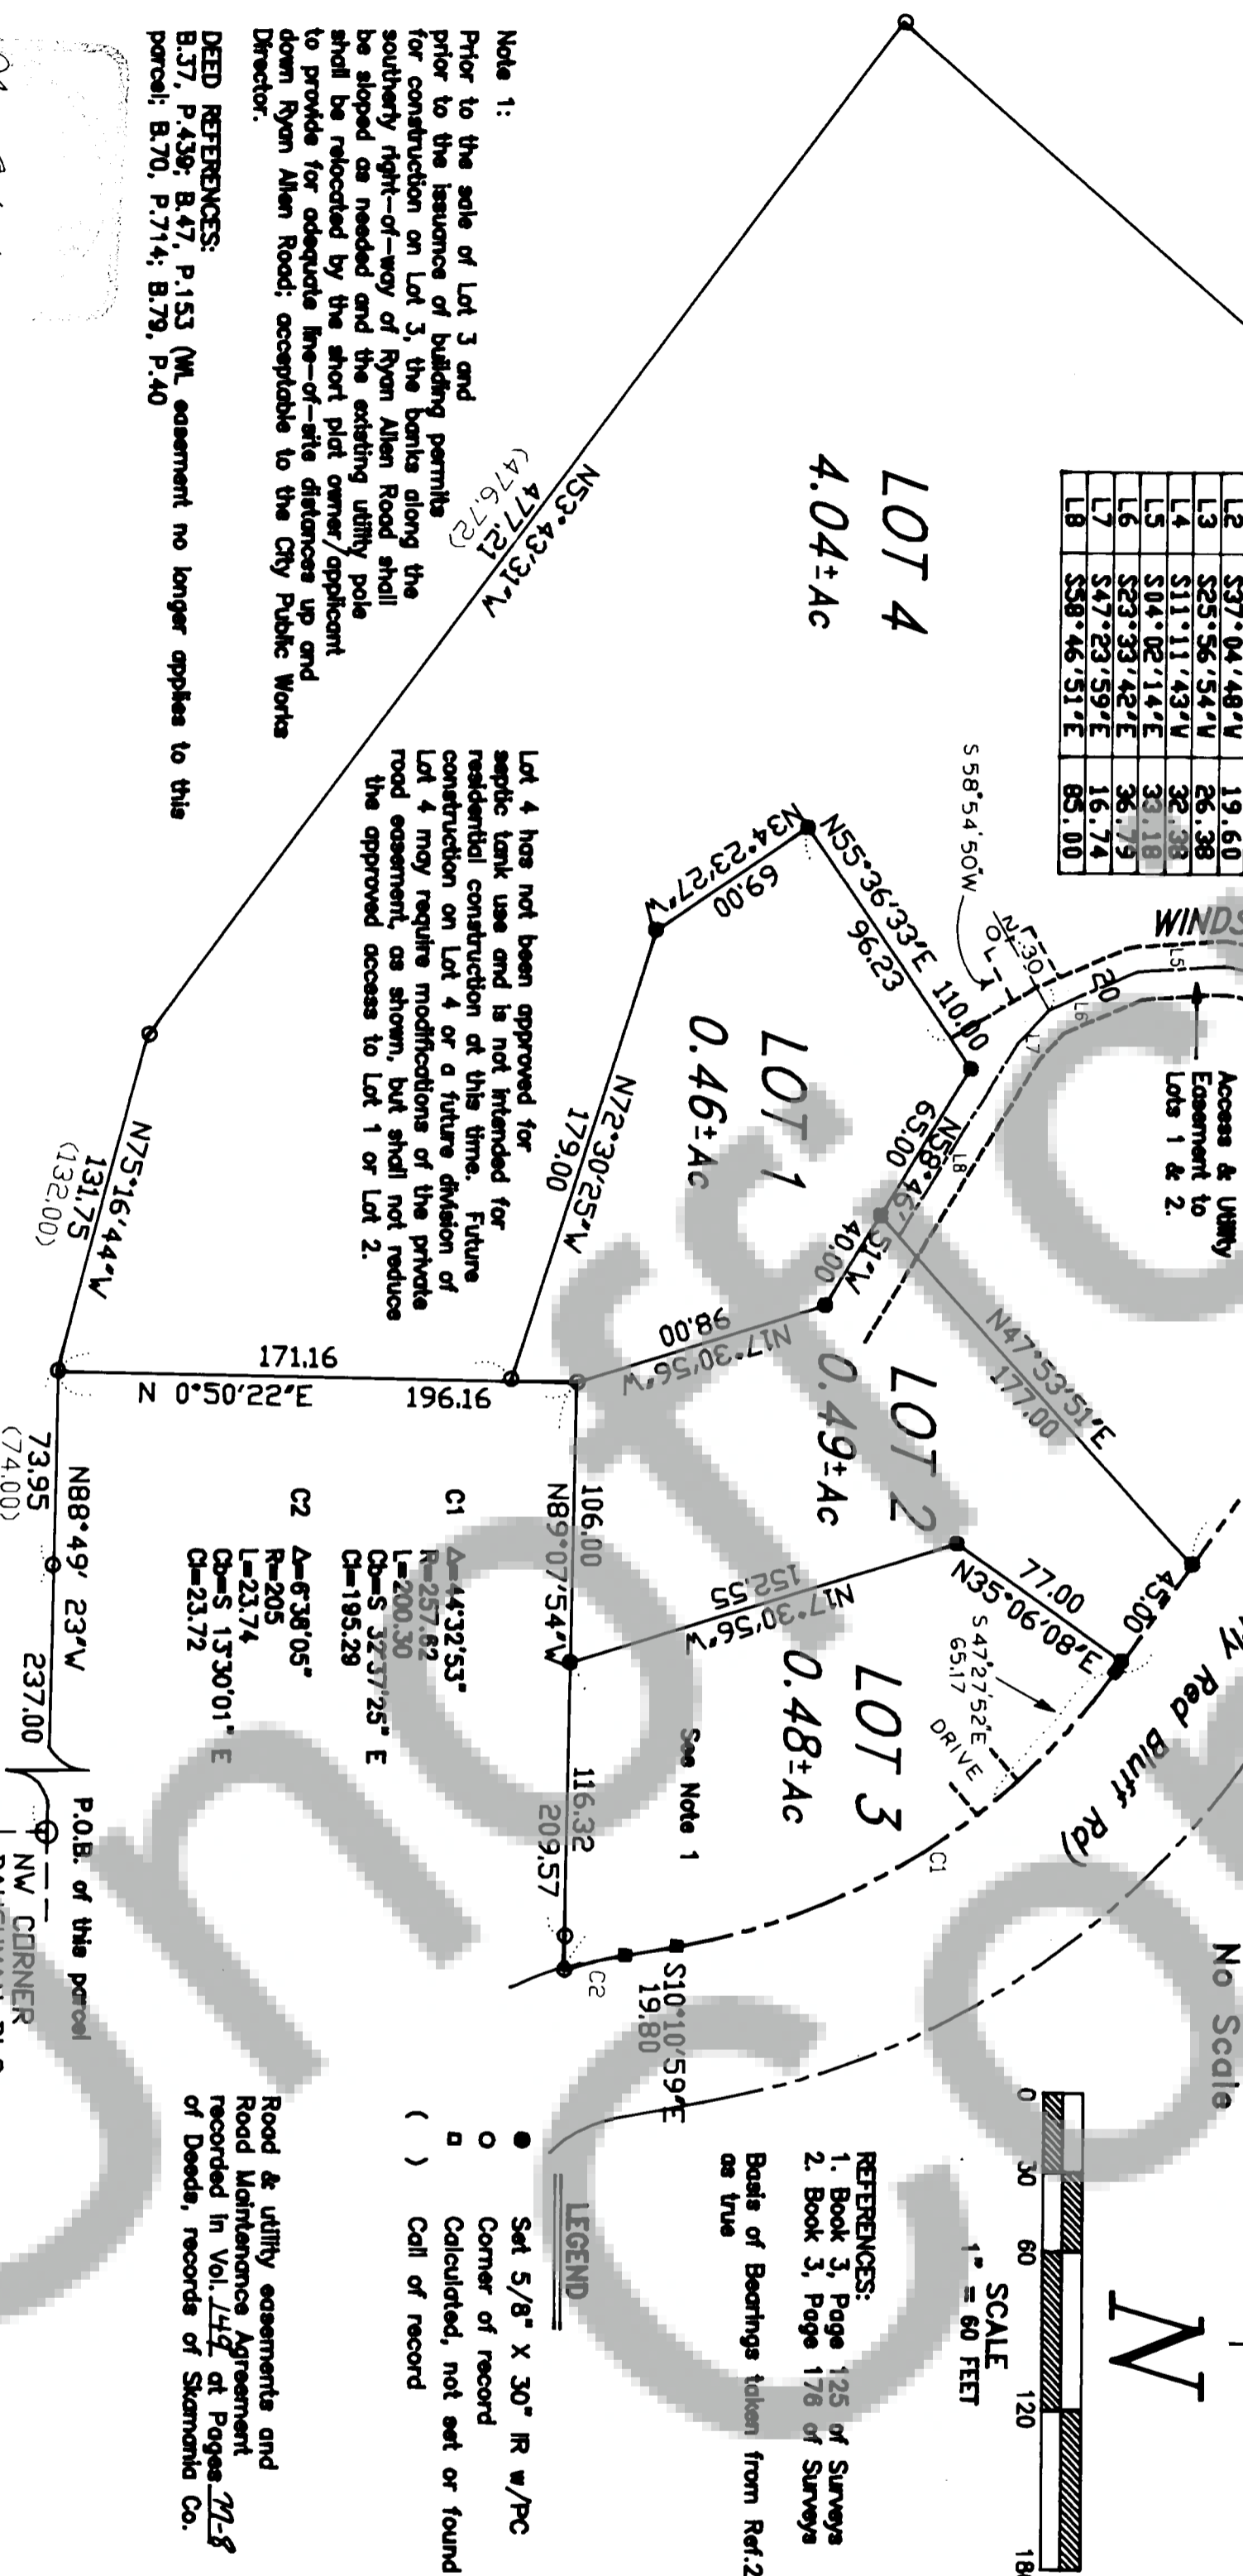 L2 S37°04'48"W 19.60
L3 S25°56'54"W 26.38
L4 S11°11'43"W 32.38
L5 S04°02'14"E 33.18
L6 S23°33'42"E 36.79
L7 S47°23'59"E 16.74
L8 S58°46'51"E 85.00
Access & Utility
Easement to
Lots 1 & 2.
WINDS
L5
20
L6
L7
L8
S 58°54'50"W
LOT 4
4.04± Ac
N53°43'31"W
477.21
(476.72)
N55°36'33"E 110.00
96.23
N34°23'27"W
69.00
LOT 1
0.46± Ac
N58°46'51"W
65.00
40.00
N72°30'25"W
179.00
N47°53'51"E
177.00
N17°30'56"W
98.00
LOT 2
0.49± Ac
45.00
77.00
N35°06'08"E
Red Bluff Rd)
S 47°27'52"E
65.17
DRIVE
N17°30'56"W
152.55
LOT 3
0.48± Ac
See Note 1
C1
C2
S10°10'59"E
19.80
106.00
N89°07'54"W
116.32
209.57
171.16
N 0°50'22"E
196.16
N75°16'44"W
131.75
(132.00)
N88°49' 23"W
73.95
(74.00)
237.00
P.O.B. of this parcel
NW CORNER
Note 1:
Prior to the sale of Lot 3 and
prior to the issuance of building permits
for construction on Lot 3, the banks along the
southerly right-of-way of Ryan Allen Road shall
be sloped as needed and the existing utility pole
shall be relocated by the short plat owner/applicant
to provide for adequate line-of-site distances up and
down Ryan Allen Road; acceptable to the City Public Works
Director.
DEED REFERENCES:
B.37, P.439; B.47, P.153 (WL easement no longer applies to this
parcel; B.70, P.714; B.79, P.40
Lot 4 has not been approved for
septic tank use and is not intended for
residential construction at this time. Future
construction on Lot 4 or a future division of
Lot 4 may require modifications of the private
road easement, as shown, but shall not reduce
the approved access to Lot 1 or Lot 2.
C1 Δ=44°32'53"
R=257.62
L=200.30
Cb=S 32°37'25" E
CH=195.29
C2 Δ=6°38'05"
R=205
L=23.74
Cb=S 13°30'01" E
CH=23.72
No Scale
N
0 30 60 120
SCALE
1" = 60 FEET
REFERENCES:
1. Book 3, Page 125 of Surveys
2. Book 3, Page 178 of Surveys
Basis of Bearings taken from Ref.2
as true
LEGEND
Set 5/8" X 30" IR w/PC
Corner of record
Calculated, not set or found
( ) Call of record
Road & utility easements and
Road Maintenance Agreement
recorded in Vol. 149 at Pages
of Deeds, records of Skamania Co.